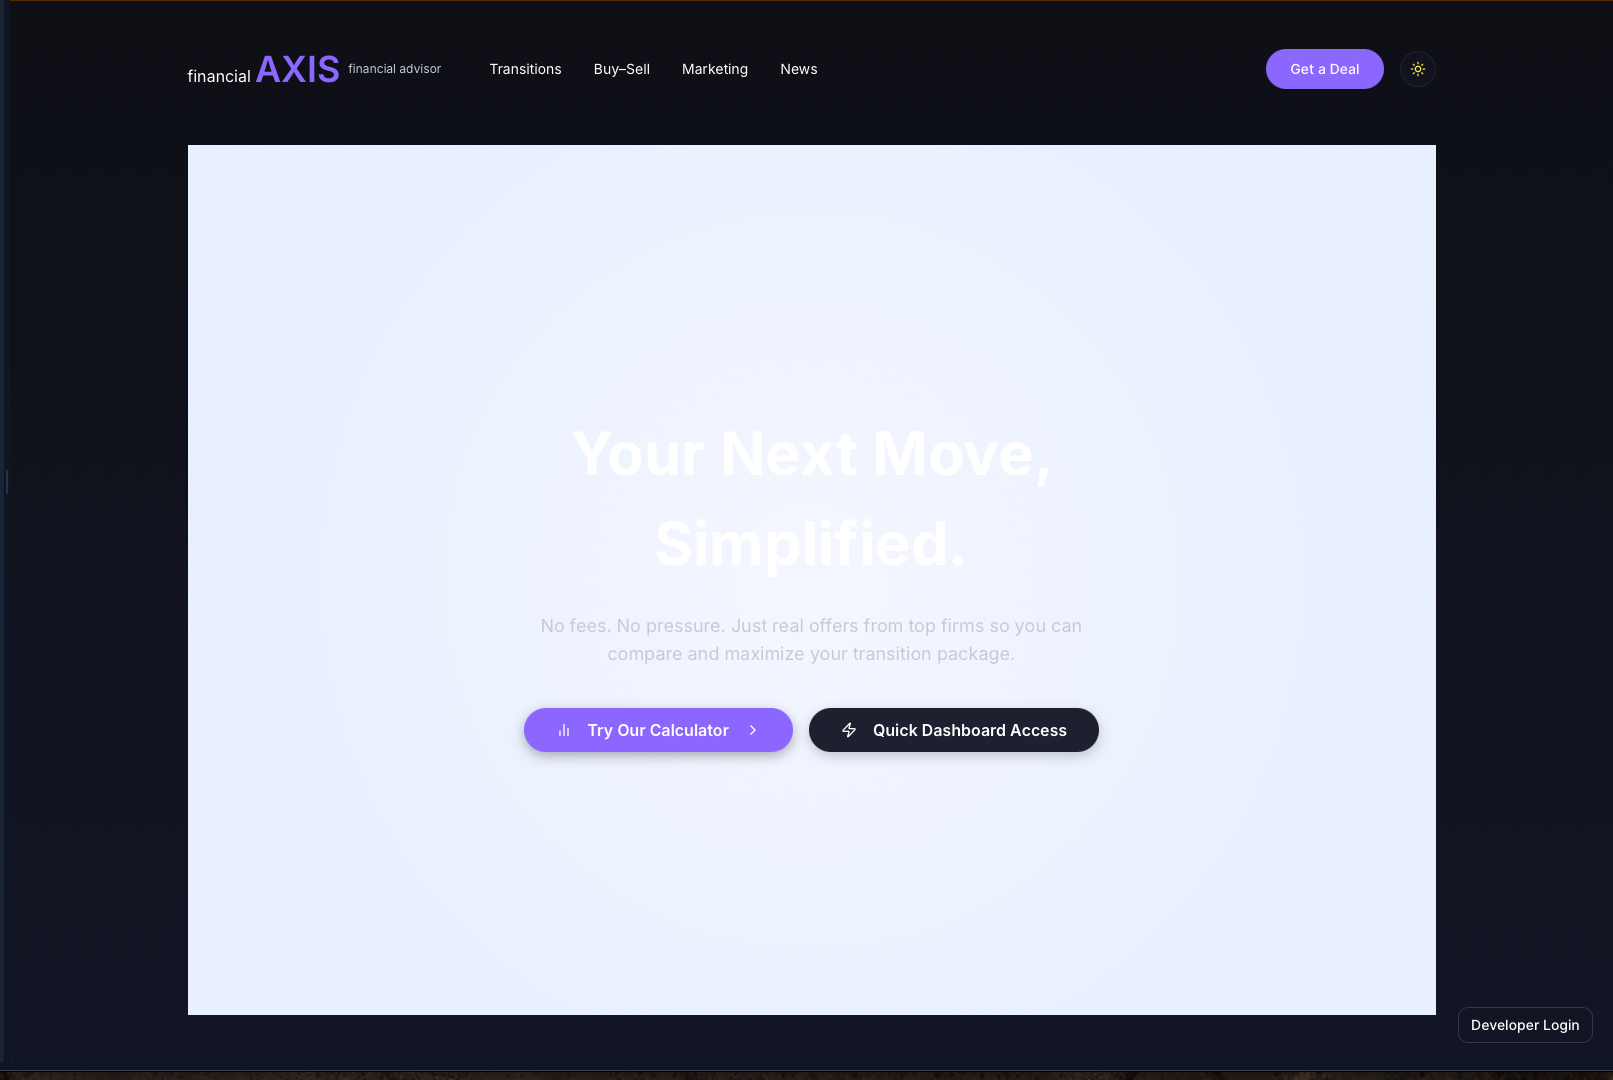 financial AXIS financial advisor
Transitions
Buy–Sell
Marketing
News
Get a Deal
Your Next Move,
Simplified.
No fees. No pressure. Just real offers from top firms so you can
compare and maximize your transition package.
Try Our Calculator
Quick Dashboard Access
Developer Login